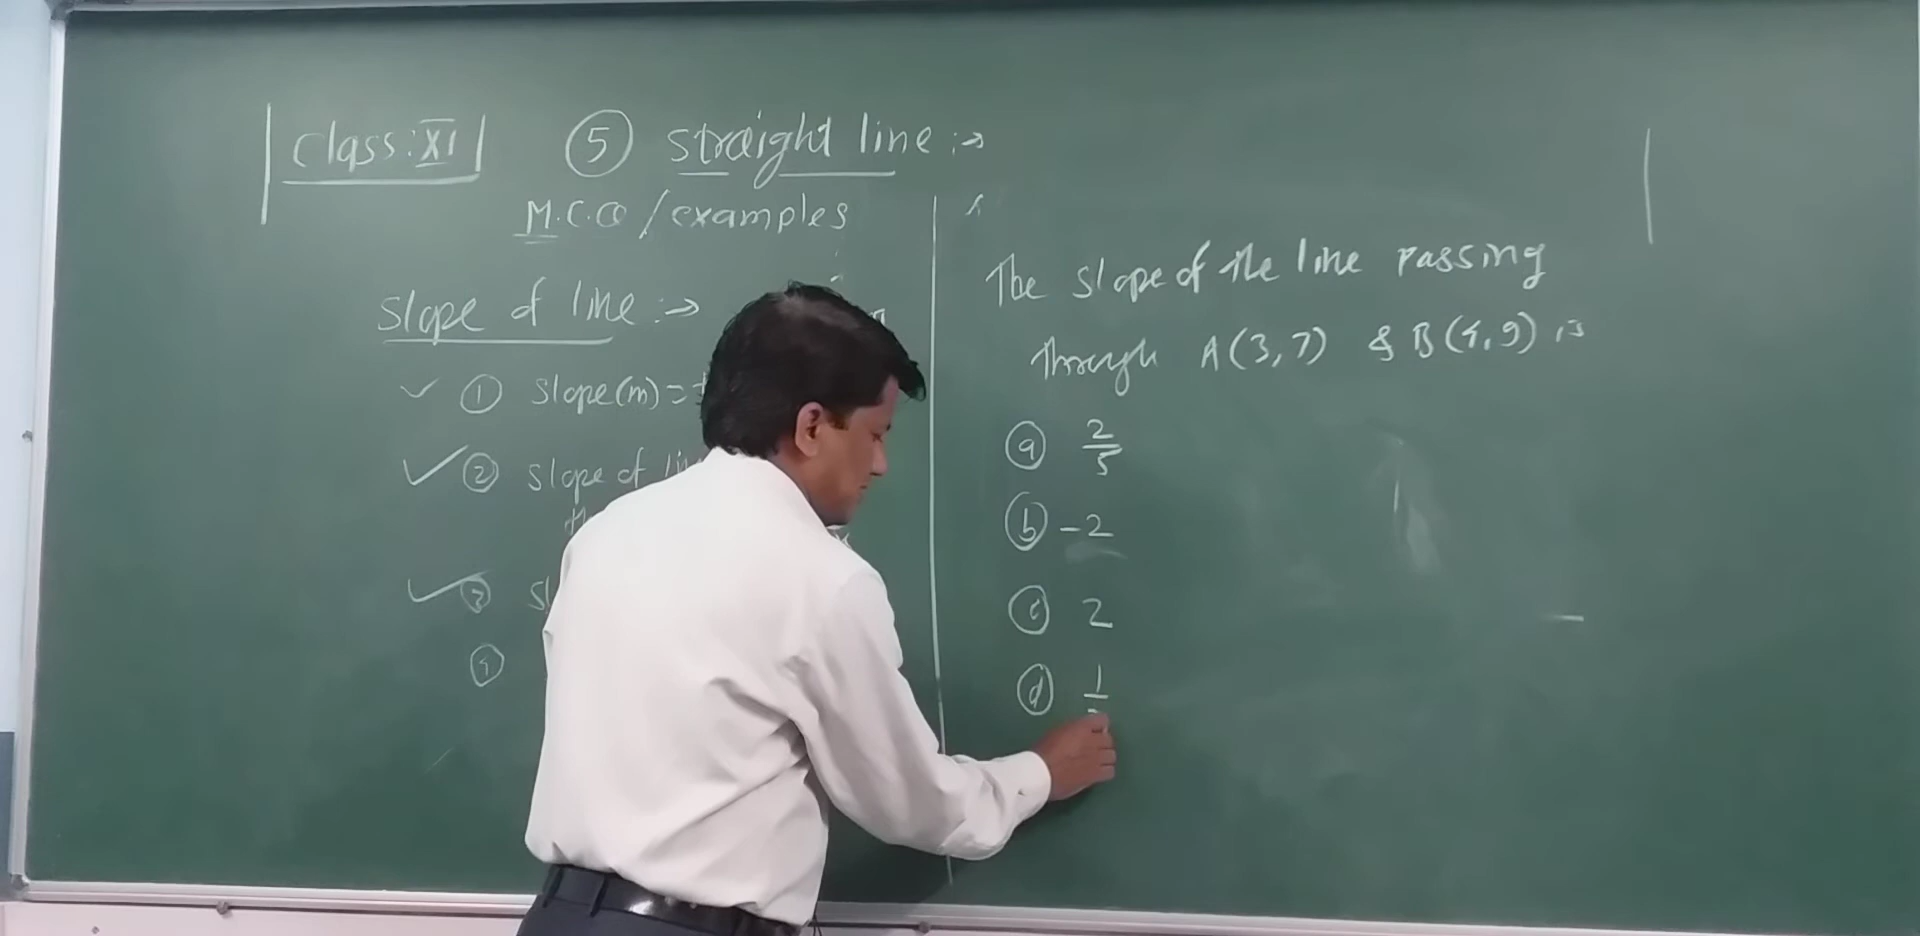 Class: XI
5 Straight line :→
M.C.Q / examples
Slope of line :→
✓ 1 Slope(m) =
✓ 2 Slope of
✓ 3
4
The slope of the line passing
through A(3,7) & B(4,9) is
a 2/5
b -2
c 2
d 1